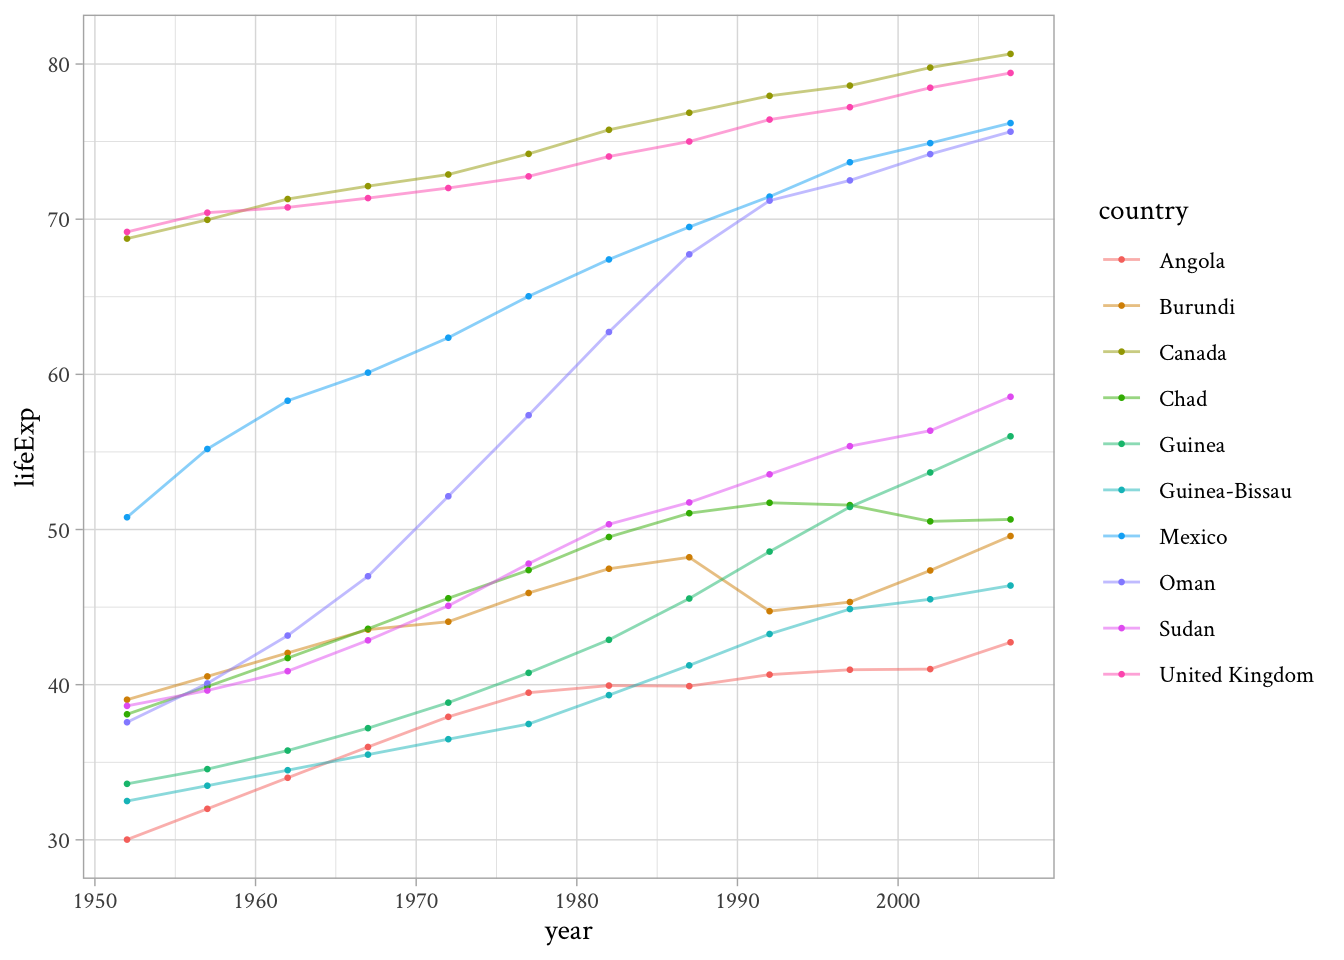 80
70
60
50
40
30
lifeExp
1950 1960 1970 1980 1990 2000
year
country
Angola
Burundi
Canada
Chad
Guinea
Guinea-Bissau
Mexico
Oman
Sudan
United Kingdom